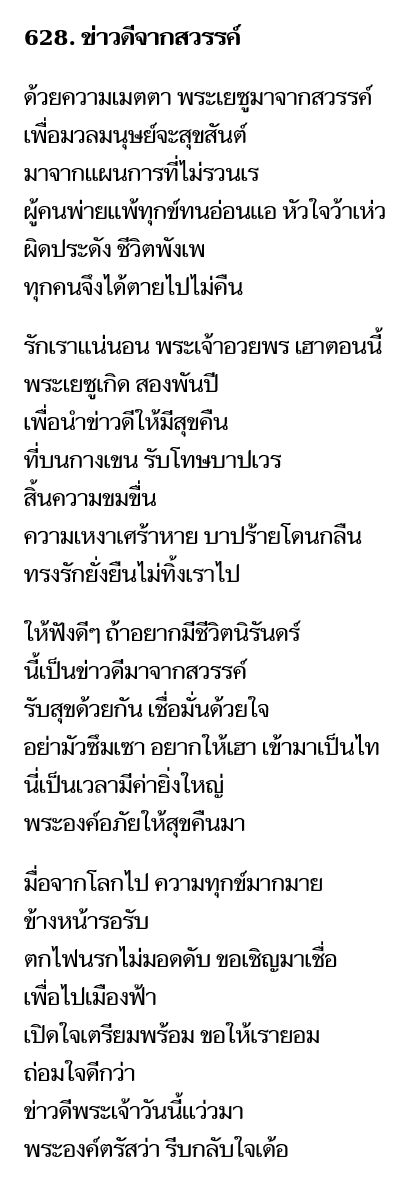 628. ข่าวดีจากสวรรค์
ด้วยความเมตตา พระเยซูมาจากสวรรค์
เพื่อมวลมนุษย์จะสุขสันต์
มาจากแผนการที่ไม่รวนเร
ผู้คนพ่ายแพ้ทุกข์ทนอ่อนแอ หัวใจว้าเห่ว
ผิดประดัง ชีวิตพังเพ
ทุกคนจึงได้ตายไปไม่คืน
รักเราแน่นอน พระเจ้าอวยพร เฮาตอนนี้
พระเยซูเกิด สองพันปี
เพื่อนำข่าวดีให้มีสุขคืน
ที่บนกางเขน รับโทษบาปเวร
สิ้นความขมขื่น
ความเหงาเศร้าหาย บาปร้ายโดนกลืน
ทรงรักยั่งยืนไม่ทิ้งเราไป
ให้ฟังดีๆ ถ้าอยากมีชีวิตนิรันดร์
นี้เป็นข่าวดีมาจากสวรรค์
รับสุขด้วยกัน เชื่อมั่นด้วยใจ
อย่ามัวซึมเซา อยากให้เฮา เข้ามาเป็นไท
นี่เป็นเวลามีค่ายิ่งใหญ่
พระองค์อภัยให้สุขคืนมา
มื่อจากโลกไป ความทุกข์มากมาย
ข้างหน้ารอรับ
ตกไฟนรกไม่มอดดับ ขอเชิญมาเชื่อ
เพื่อไปเมืองฟ้า
เปิดใจเตรียมพร้อม ขอให้เรายอม
ถ่อมใจดีกว่า
ข่าวดีพระเจ้าวันนี้แว่วมา
พระองค์ตรัสว่า รีบกลับใจเด้อ